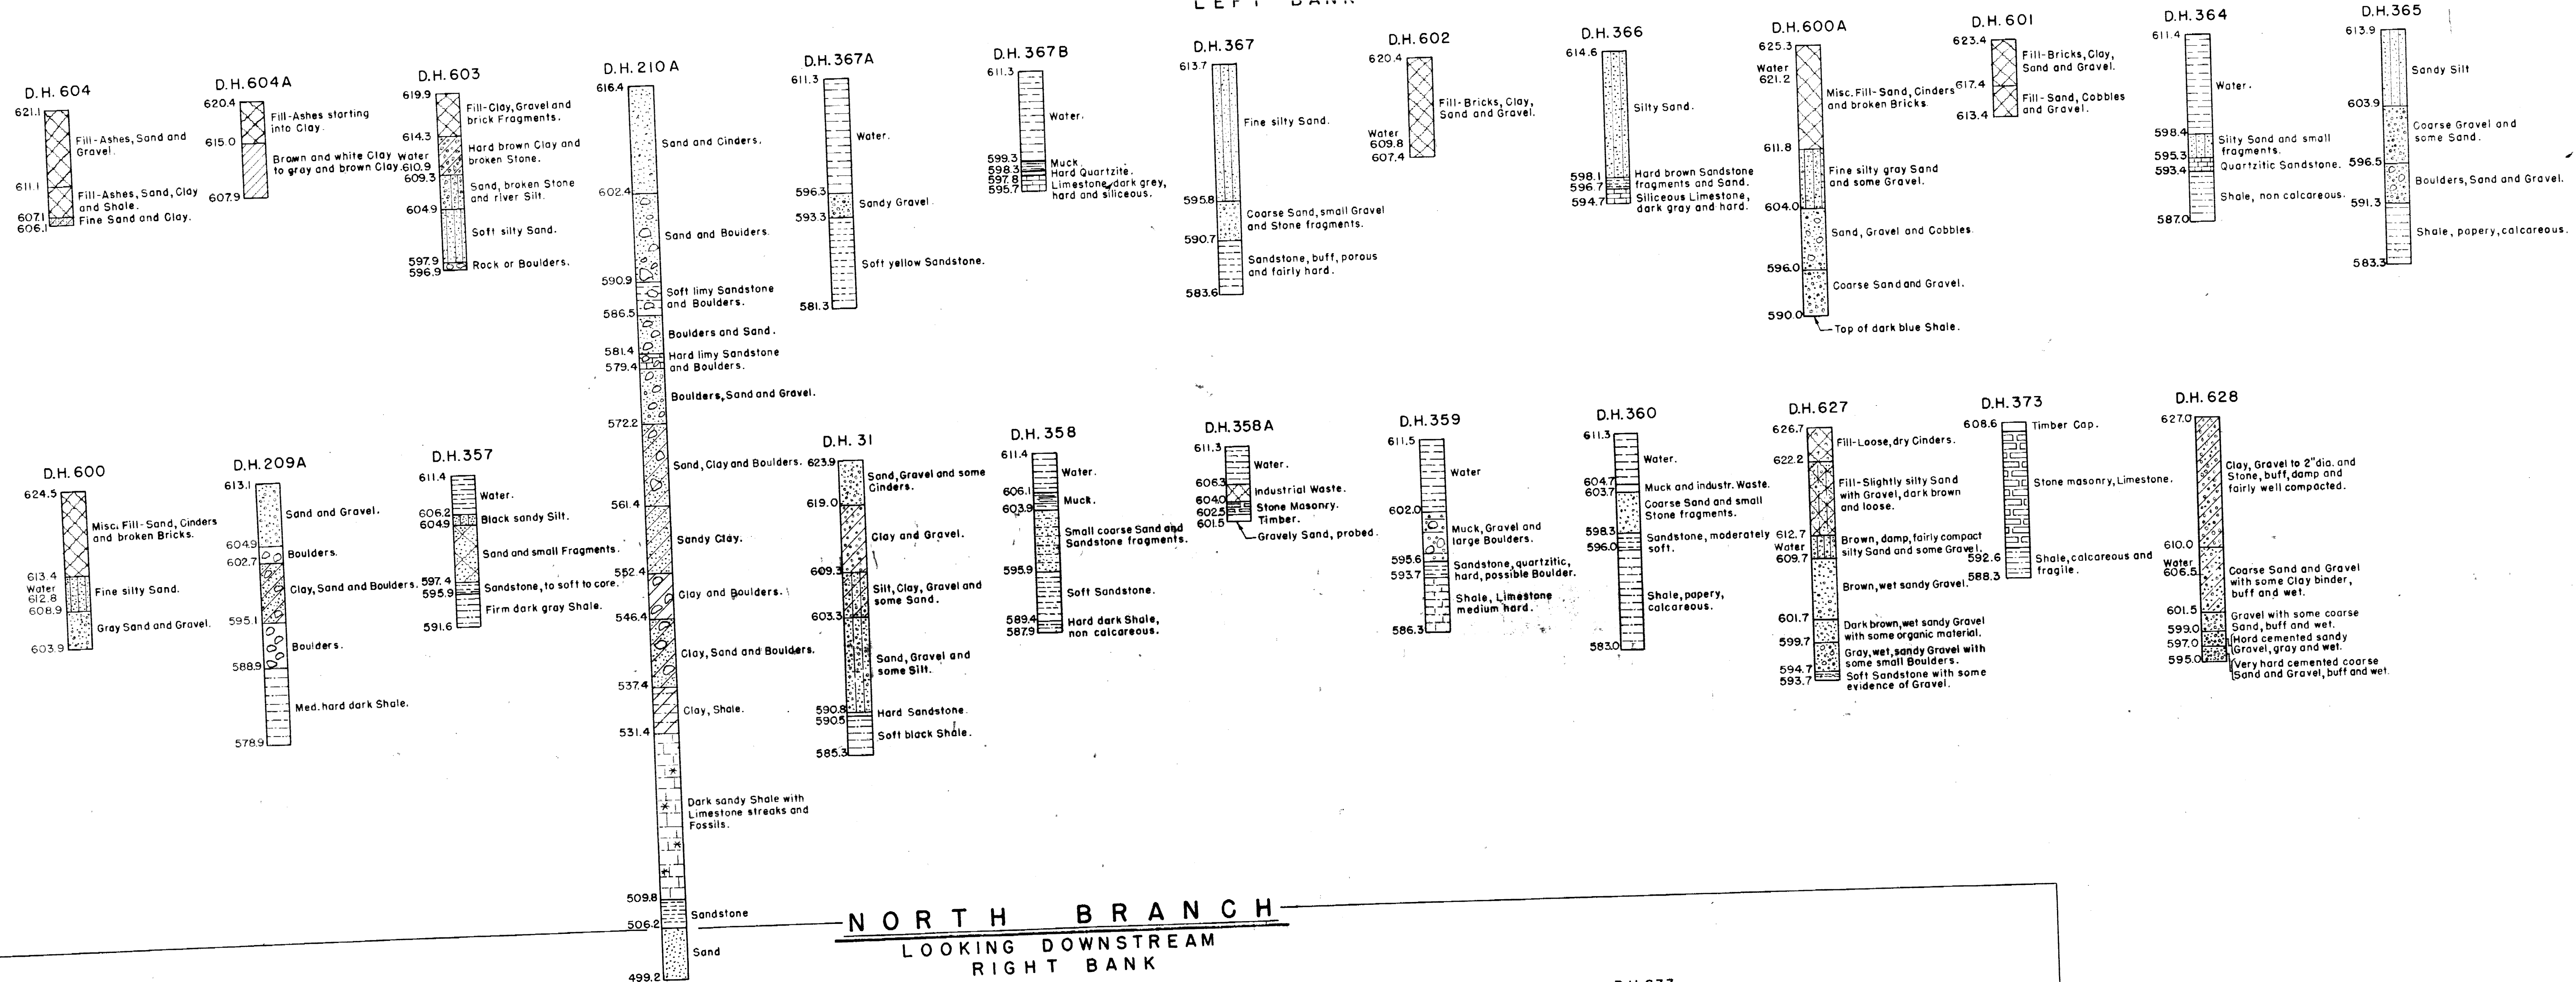 LEFT BANK
D.H. 604
621.1
Fill-Ashes, Sand and
Gravel.
611.1
Fill-Ashes, Sand, Clay
and Shale.
607.1
Fine Sand and Clay.
606.1
D.H. 604A
620.4
Fill-Ashes starting
into Clay.
615.0
Brown and white Clay
to gray and brown Clay.
607.9
D.H. 603
619.9
Fill-Clay, Gravel and
brick Fragments.
614.3
Hard brown Clay and
broken Stone.
Water
610.9
609.3
Sand, broken Stone
and river Silt.
604.9
Soft silty Sand.
597.9
Rock or Boulders.
596.9
D.H. 210A
616.4
Sand and Cinders.
602.4
Sand and Boulders.
590.9
Soft limy Sandstone
and Boulders.
586.5
Boulders and Sand.
581.4
Hard limy Sandstone
and Boulders.
579.4
Boulders, Sand and Gravel.
572.2
Sand, Clay and Boulders.
561.4
Sandy Clay.
552.4
Clay and Boulders.
546.4
Clay, Sand and Boulders.
537.4
Clay, Shale.
531.4
Dark sandy Shale with
Limestone streaks and
Fossils.
509.8
Sandstone
506.2
Sand
499.2
D.H. 367A
611.3
Water.
596.3
Sandy Gravel
593.3
Soft yellow Sandstone.
581.3
D.H. 367B
611.3
Water.
599.3
Muck.
598.3
Hard Quartzite.
597.8
Limestone, dark grey,
hard and siliceous.
595.7
D.H. 367
613.7
Fine silty Sand.
595.8
Coarse Sand, small Gravel
and Stone fragments.
590.7
Sandstone, buff, porous
and fairly hard.
583.6
D.H. 602
620.4
Fill-Bricks, Clay,
Sand and Gravel.
Water
609.8
607.4
D.H. 366
614.6
Silty Sand.
598.1
Hard brown Sandstone
fragments and Sand.
596.7
Siliceous Limestone,
dark gray and hard.
594.7
D.H. 600A
625.3
Water
621.2
Misc. Fill-Sand, Cinders
and broken Bricks.
611.8
Fine silty gray Sand
and some Gravel.
604.0
Sand, Gravel and Cobbles.
596.0
Coarse Sand and Gravel.
590.0
Top of dark blue Shale.
D.H. 601
623.4
Fill-Bricks, Clay,
Sand and Gravel.
617.4
Fill-Sand, Cobbles
and Gravel.
613.4
D.H. 364
611.4
Water.
598.4
Silty Sand and small
fragments.
595.3
Quartzitic Sandstone.
593.4
Shale, non calcareous.
587.0
D.H. 365
613.9
Sandy Silt
603.9
Coarse Gravel and
some Sand.
596.5
Boulders, Sand and Gravel.
591.3
Shale, papery, calcareous.
583.3
D.H. 600
624.5
Misc. Fill-Sand, Cinders
and broken Bricks.
613.4
Water
612.8
Fine silty Sand.
608.9
Gray Sand and Gravel.
603.9
D.H. 209A
613.1
Sand and Gravel.
604.9
Boulders.
602.7
Clay, Sand and Boulders.
595.1
Boulders.
588.9
Med. hard dark Shale.
578.9
D.H. 357
611.4
Water.
606.2
Black sandy Silt.
604.9
Sand and small Fragments.
597.4
Sandstone, to soft to core.
595.9
Firm dark gray Shale.
591.6
D.H. 31
623.9
Sand, Gravel and some
Cinders.
619.0
Clay and Gravel.
609.3
Silt, Clay, Gravel and
some Sand.
603.3
Sand, Gravel and
some Silt.
590.8
Hard Sandstone.
590.5
Soft black Shale.
585.3
D.H. 358
611.4
Water.
606.1
Muck.
603.9
Small coarse Sand and
Sandstone fragments.
595.9
Soft Sandstone.
589.4
Hard dark Shale,
non calcareous.
587.9
D.H. 358A
611.3
Water.
606.3
Industrial Waste.
604.0
Stone Masonry.
602.5
Timber.
601.5
Gravely Sand, probed.
D.H. 359
611.5
Water
602.0
Muck, Gravel and
large Boulders.
595.6
Sandstone, quartzitic,
hard, possible Boulder.
593.7
Shale, Limestone
medium hard.
586.3
D.H. 360
611.3
Water.
604.7
Muck and industr. Waste.
603.7
Coarse Sand and small
Stone fragments.
598.3
Sandstone, moderately
soft.
596.0
Shale, papery,
calcareous.
583.0
D.H. 627
626.7
Fill-Loose, dry Cinders.
622.2
Fill-Slightly silty Sand
with Gravel, dark brown
and loose.
612.7
Water
Brown, damp, fairly compact
silty Sand and some Gravel.
609.7
Brown, wet sandy Gravel.
601.7
Dark brown, wet sandy Gravel
with some organic material.
599.7
Gray, wet, sandy Gravel with
some small Boulders.
594.7
Soft Sandstone with some
evidence of Gravel.
593.7
D.H. 373
608.6
Timber Cap.
Stone masonry, Limestone.
592.6
Shale, calcareous and
fragile.
588.3
D.H. 628
627.0
Clay, Gravel to 2" dia. and
Stone, buff, damp and
fairly well compacted.
610.0
Water
606.5
Coarse Sand and Gravel
with some Clay binder,
buff and wet.
601.5
Gravel with some coarse
Sand, buff and wet.
599.0
Hord cemented sandy
Gravel, gray and wet.
597.0
Very hard cemented coarse
Sand and Gravel, buff and wet.
595.0
NORTH BRANCH
LOOKING DOWNSTREAM
RIGHT BANK